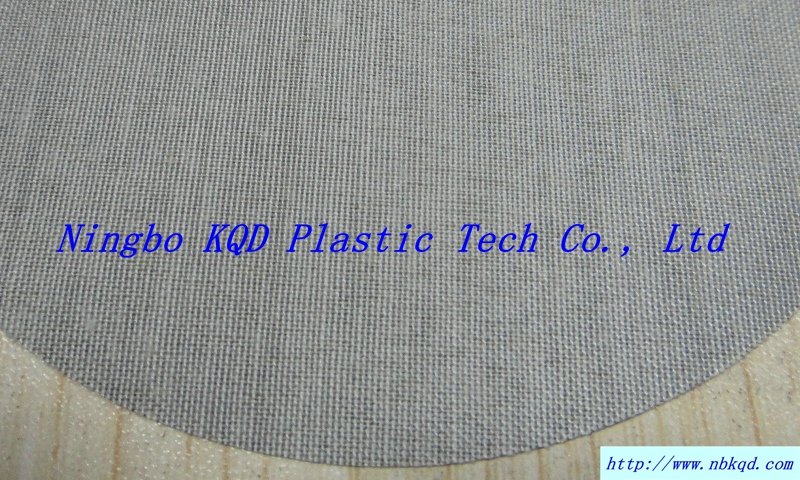 Ningbo KQD Plastic Tech Co., Ltd
http://www.nbkqd.com